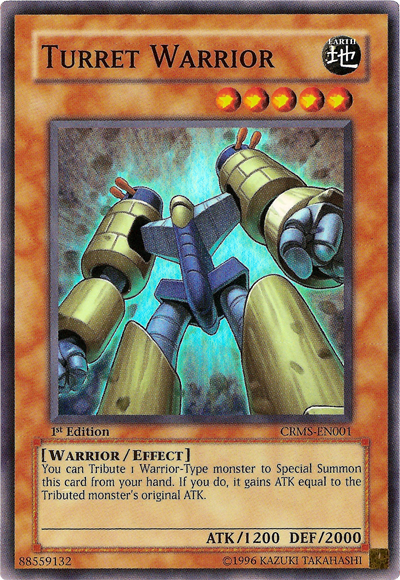 TURRET WARRIOR
EARTH
地
1st Edition
CRMS-EN001
[WARRIOR/EFFECT]
You can Tribute 1 Warrior-Type monster to Special Summon
this card from your hand. If you do, it gains ATK equal to the
Tributed monster's original ATK.
ATK/1200 DEF/2000
88559132
©1996 KAZUKI TAKAHASHI